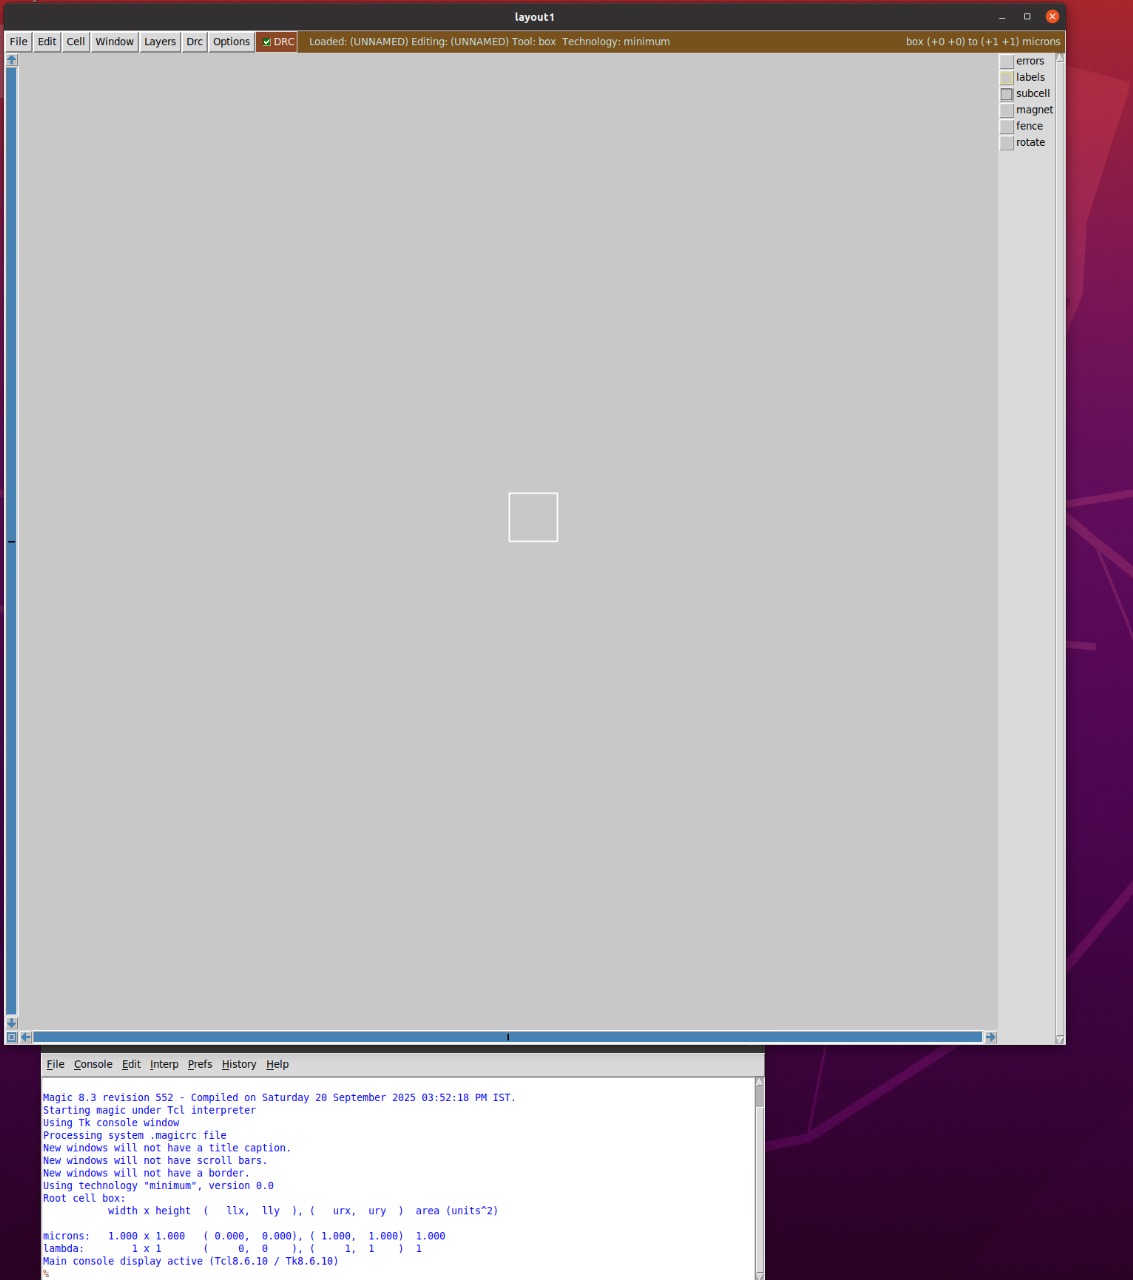 layout1
File Edit Cell Window Layers Drc Options DRC Loaded: (UNNAMED) Editing: (UNNAMED) Tool: box Technology: minimum box (+0 +0) to (+1 +1) microns
errors
labels
subcell
magnet
fence
rotate
File Console Edit Interp Prefs History Help
Magic 8.3 revision 552 - Compiled on Saturday 20 September 2025 03:52:18 PM IST.
Starting magic under Tcl interpreter
Using Tk console window
Processing system .magicrc file
New windows will not have a title caption.
New windows will not have scroll bars.
New windows will not have a border.
Using technology "minimum", version 0.0
Root cell box:
width x height ( llx, lly ), ( urx, ury ) area (units^2)
microns: 1.000 x 1.000 ( 0.000, 0.000), ( 1.000, 1.000) 1.000
lambda: 1 x 1 ( 0, 0 ), ( 1, 1 ) 1
Main console display active (Tcl8.6.10 / Tk8.6.10)
%